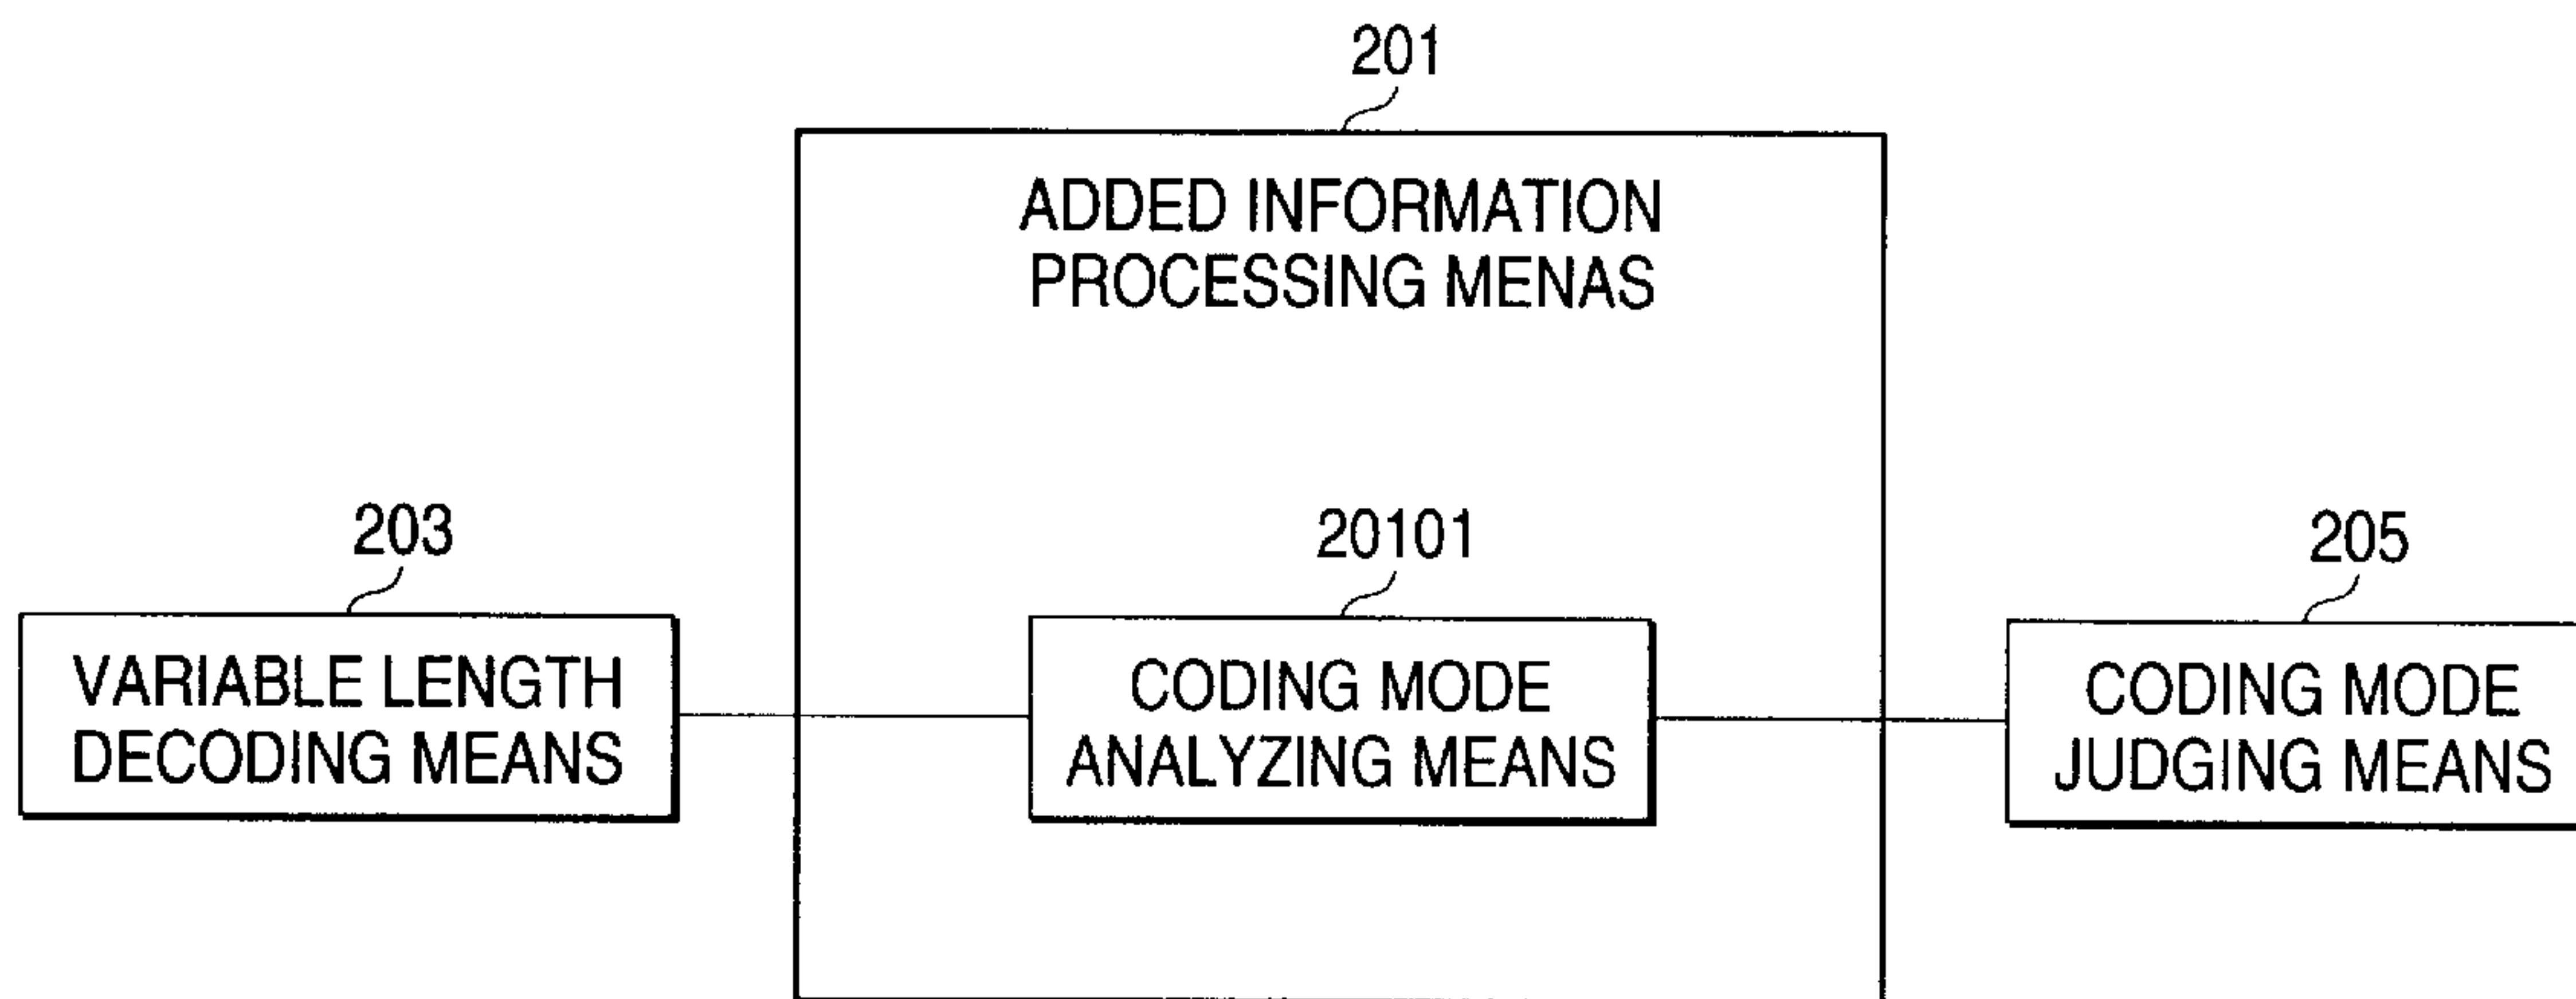 201
ADDED INFORMATION
PROCESSING MENAS
203
VARIABLE LENGTH
DECODING MEANS
20101
CODING MODE
ANALYZING MEANS
205
CODING MODE
JUDGING MEANS